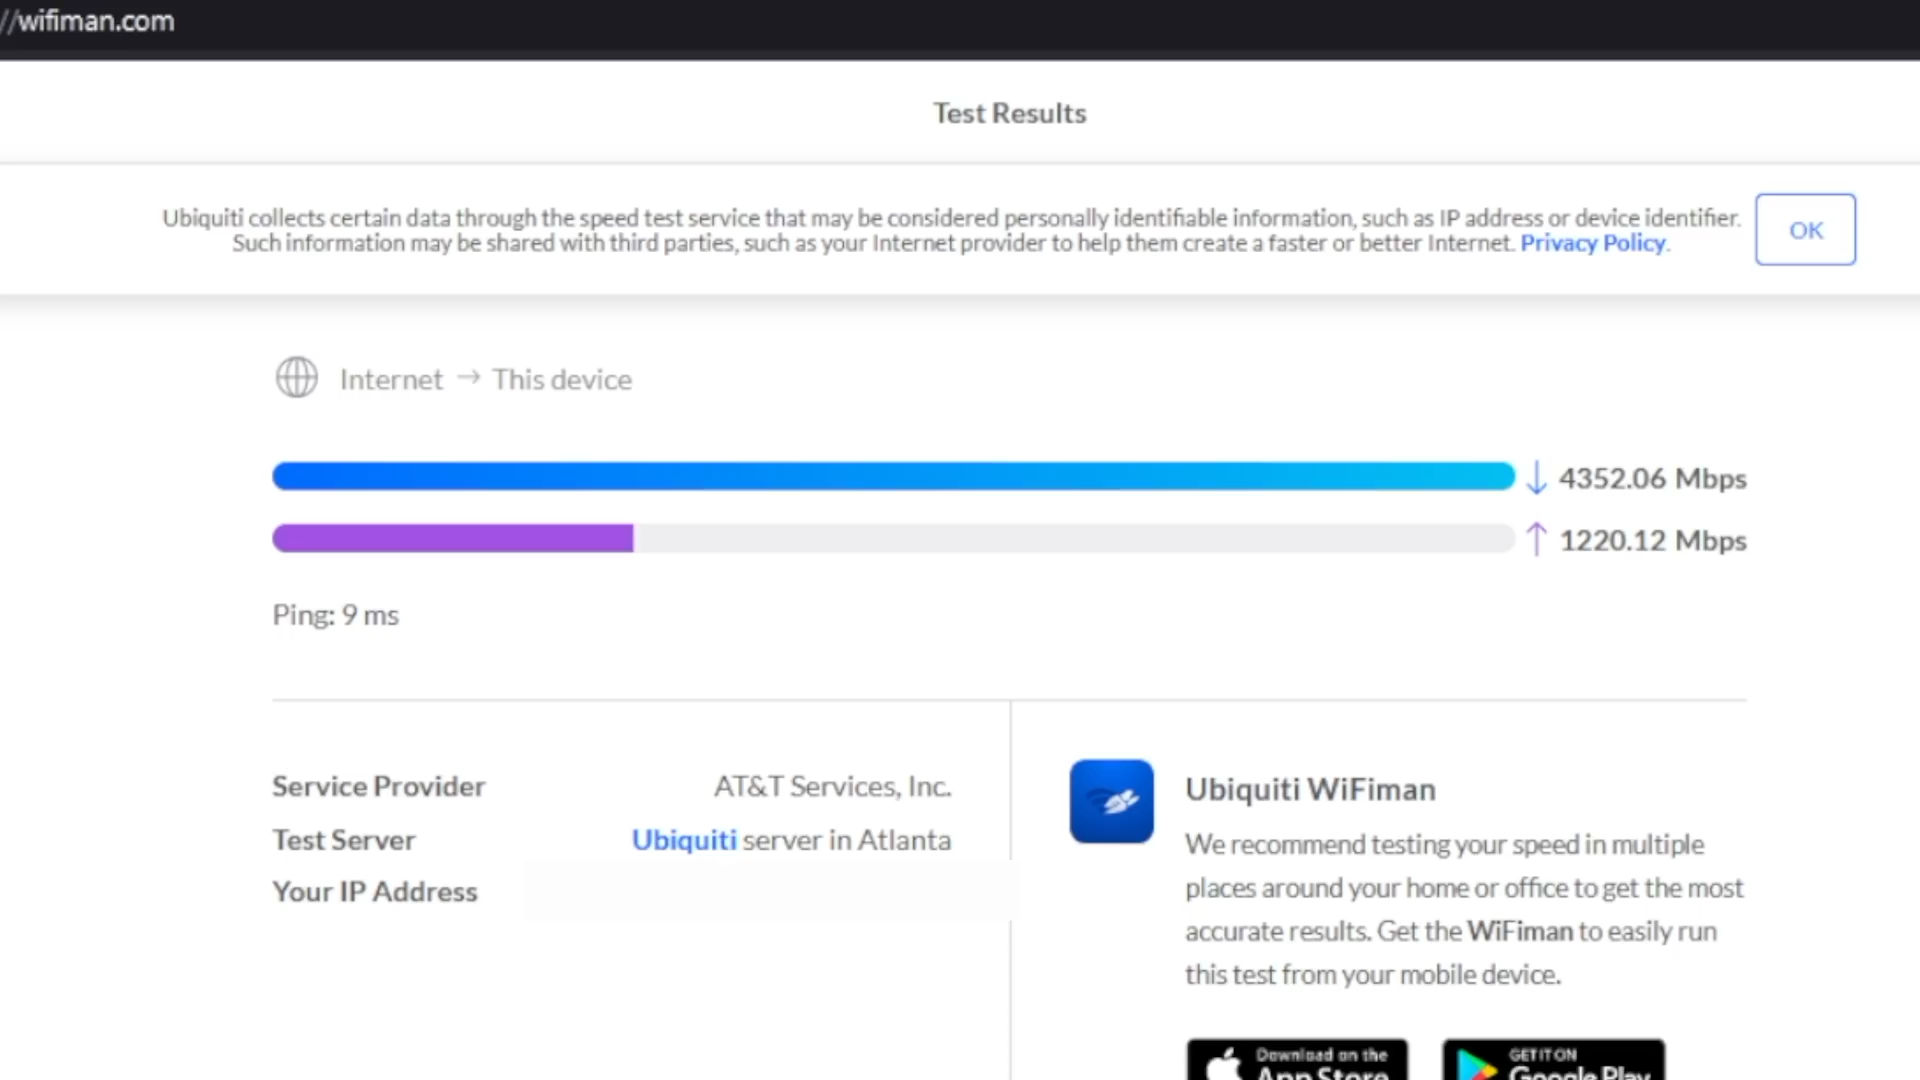 //wifiman.com
Test Results
Ubiquiti collects certain data through the speed test service that may be considered personally identifiable information, such as IP address or device identifier.
Such information may be shared with third parties, such as your Internet provider to help them create a faster or better Internet. Privacy Policy.
OK
Internet → This device
↓ 4352.06 Mbps
↑ 1220.12 Mbps
Ping: 9 ms
Service Provider AT&T Services, Inc.
Test Server Ubiquiti server in Atlanta
Your IP Address
Ubiquiti WiFiman
We recommend testing your speed in multiple
places around your home or office to get the most
accurate results. Get the WiFiman to easily run
this test from your mobile device.
Download on the
App Store
GET IT ON
Google Play